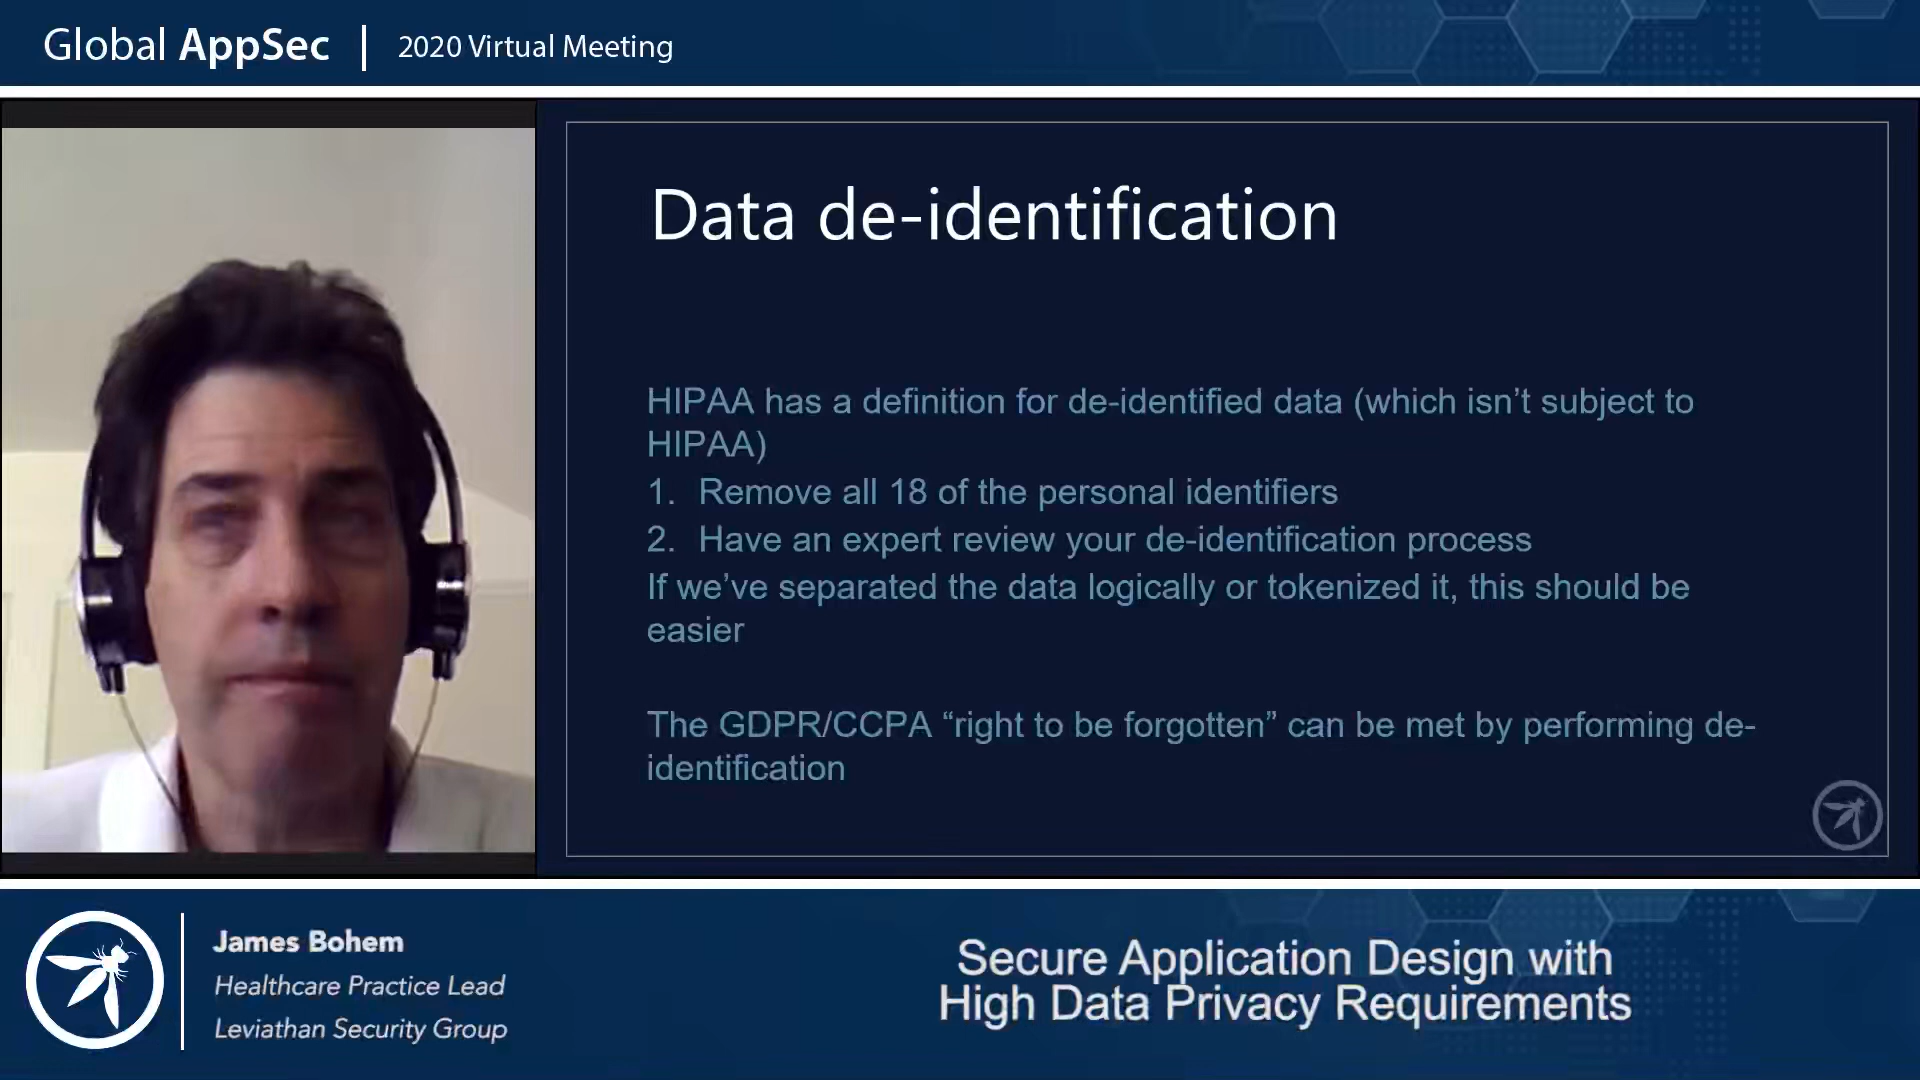 Global AppSec | 2020 Virtual Meeting
Data de-identification
HIPAA has a definition for de-identified data (which isn’t subject to
HIPAA)
1. Remove all 18 of the personal identifiers
2. Have an expert review your de-identification process
If we’ve separated the data logically or tokenized it, this should be
easier
The GDPR/CCPA “right to be forgotten” can be met by performing de-
identification
James Bohem
Healthcare Practice Lead
Leviathan Security Group
Secure Application Design with
High Data Privacy Requirements